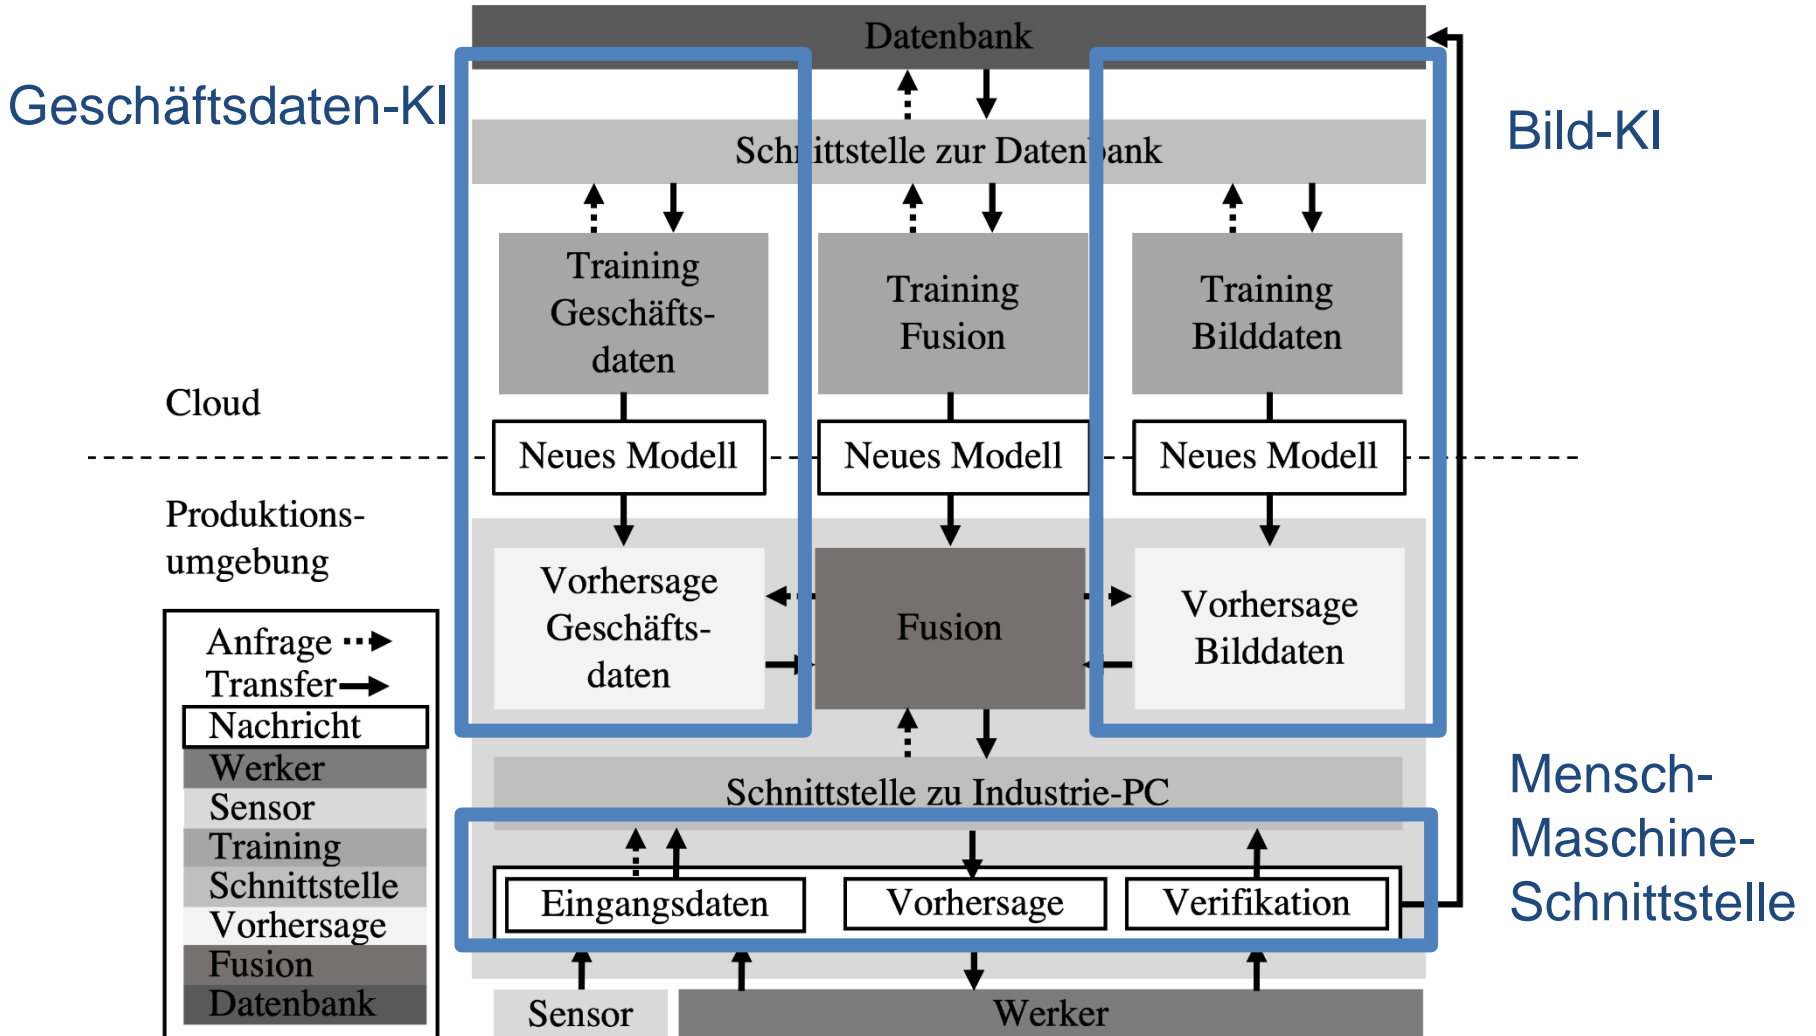 Datenbank
Geschäftsdaten-KI
Bild-KI
Schnittstelle zur Datenbank
Training
Geschäfts-
daten
Training
Fusion
Training
Bilddaten
Cloud
Neues Modell
Neues Modell
Neues Modell
Produktions-
umgebung
Vorhersage
Geschäfts-
daten
Fusion
Vorhersage
Bilddaten
Anfrage
Transfer
Nachricht
Werker
Sensor
Training
Schnittstelle
Vorhersage
Fusion
Datenbank
Schnittstelle zu Industrie-PC
Mensch-
Maschine-
Schnittstelle
Eingangsdaten
Vorhersage
Verifikation
Sensor
Werker